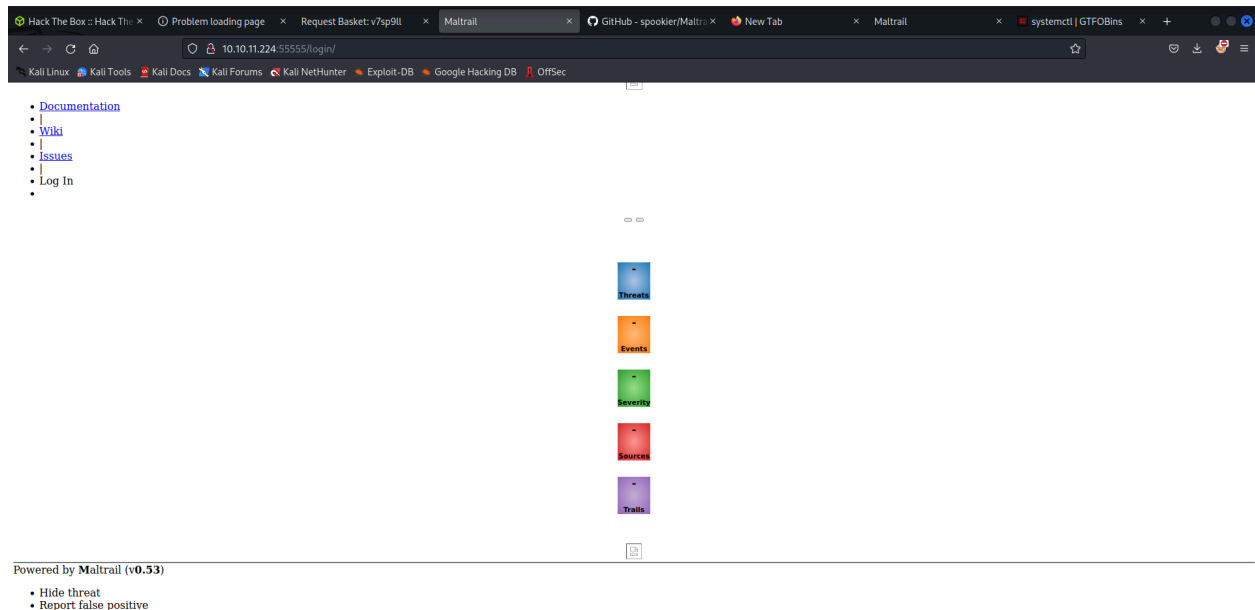 Hack The Box :: Hack The
Problem loading page
Request Basket: v7sp9ll
Maltrail
GitHub - spookier/Maltra
New Tab
Maltrail
systemctl | GTFOBins
10.10.11.224:55555/login/
Kali Linux
Kali Tools
Kali Docs
Kali Forums
Kali NetHunter
Exploit-DB
Google Hacking DB
OffSec
• Documentation
• |
• Wiki
• |
• Issues
• |
• Log In
•
-
Threats
-
Events
-
Severity
-
Sources
-
Trails
Powered by Maltrail (v0.53)
• Hide threat
• Report false positive